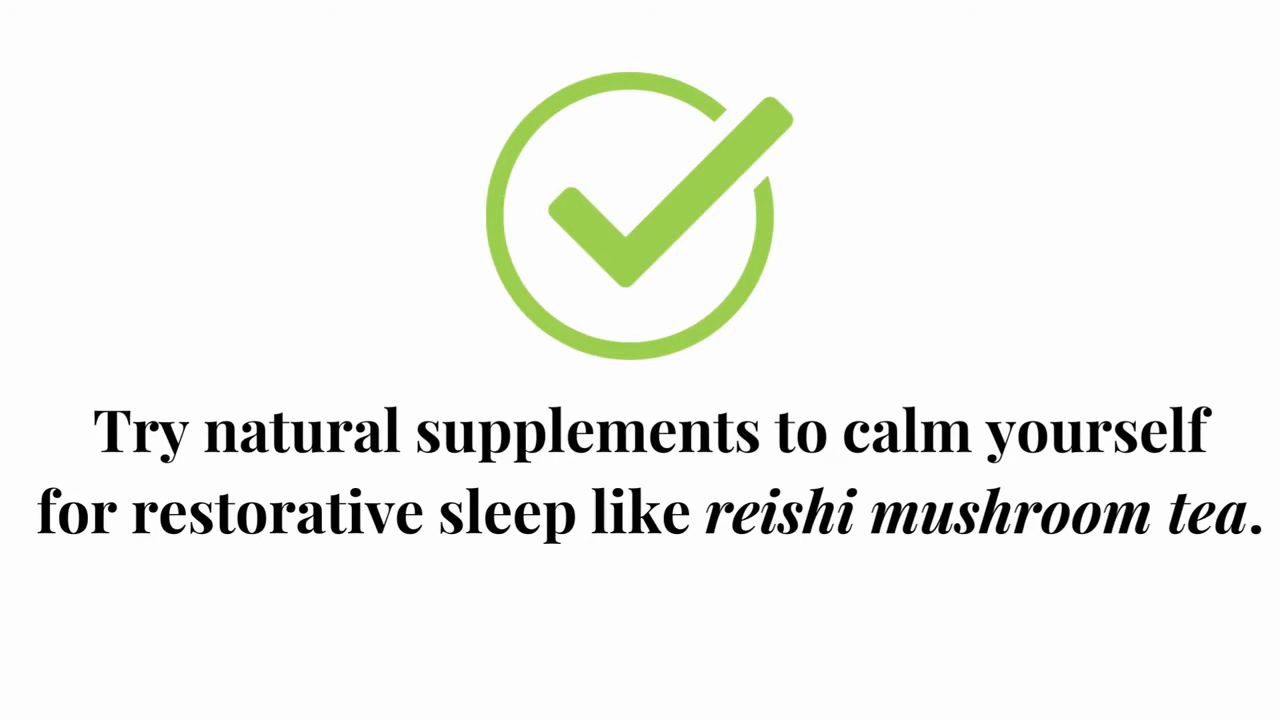 Try natural supplements to calm yourself
for restorative sleep like reishi mushroom tea.